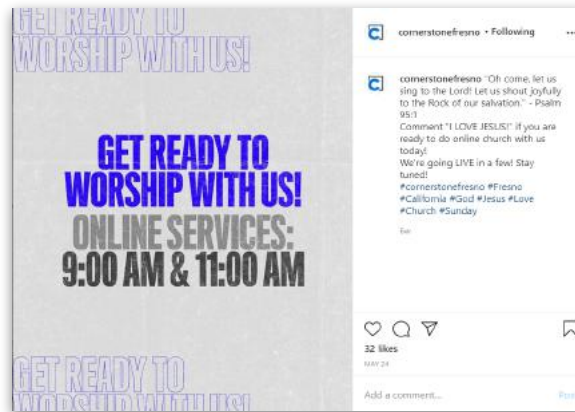 GET READY TO
WORSHIP WITH US!
GET READY TO
WORSHIP WITH US!
ONLINE SERVICES:
9:00 AM & 11:00 AM
GET READY TO
WORSHIP WITH US!
cornerstonefresno • Following
cornerstonefresno "Oh come, let us
sing to the Lord! Let us shout joyfully
to the Rock of our salvation." - Psalm
95:1
Comment "I LOVE JESUS!" if you are
ready to do online church with us
today!
We're going LIVE in a few! Stay
tuned!
#cornerstonefresno #Fresno
#California #God #Jesus #Love
#Church #Sunday
32 likes
MAY 24
Add a comment...
Post